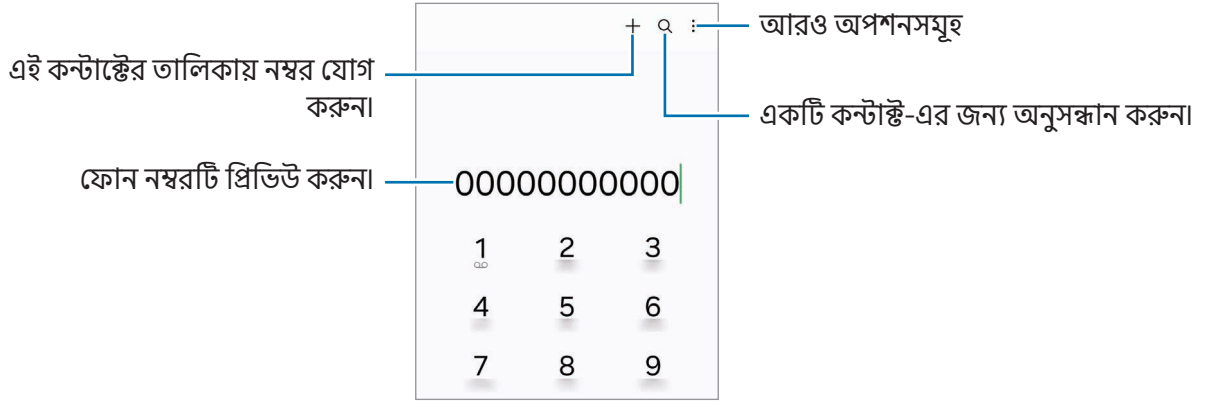 +
আরও অপশনসমূহ
এই কন্টাক্টের তালিকায় নম্বর যোগ
করুন।
একটি কন্টাক্ট-এর জন্য অনুসন্ধান করুন।
ফোন নম্বরটি প্রিভিউ করুন।
00000000000
1 2 3
4 5 6
7 8 9